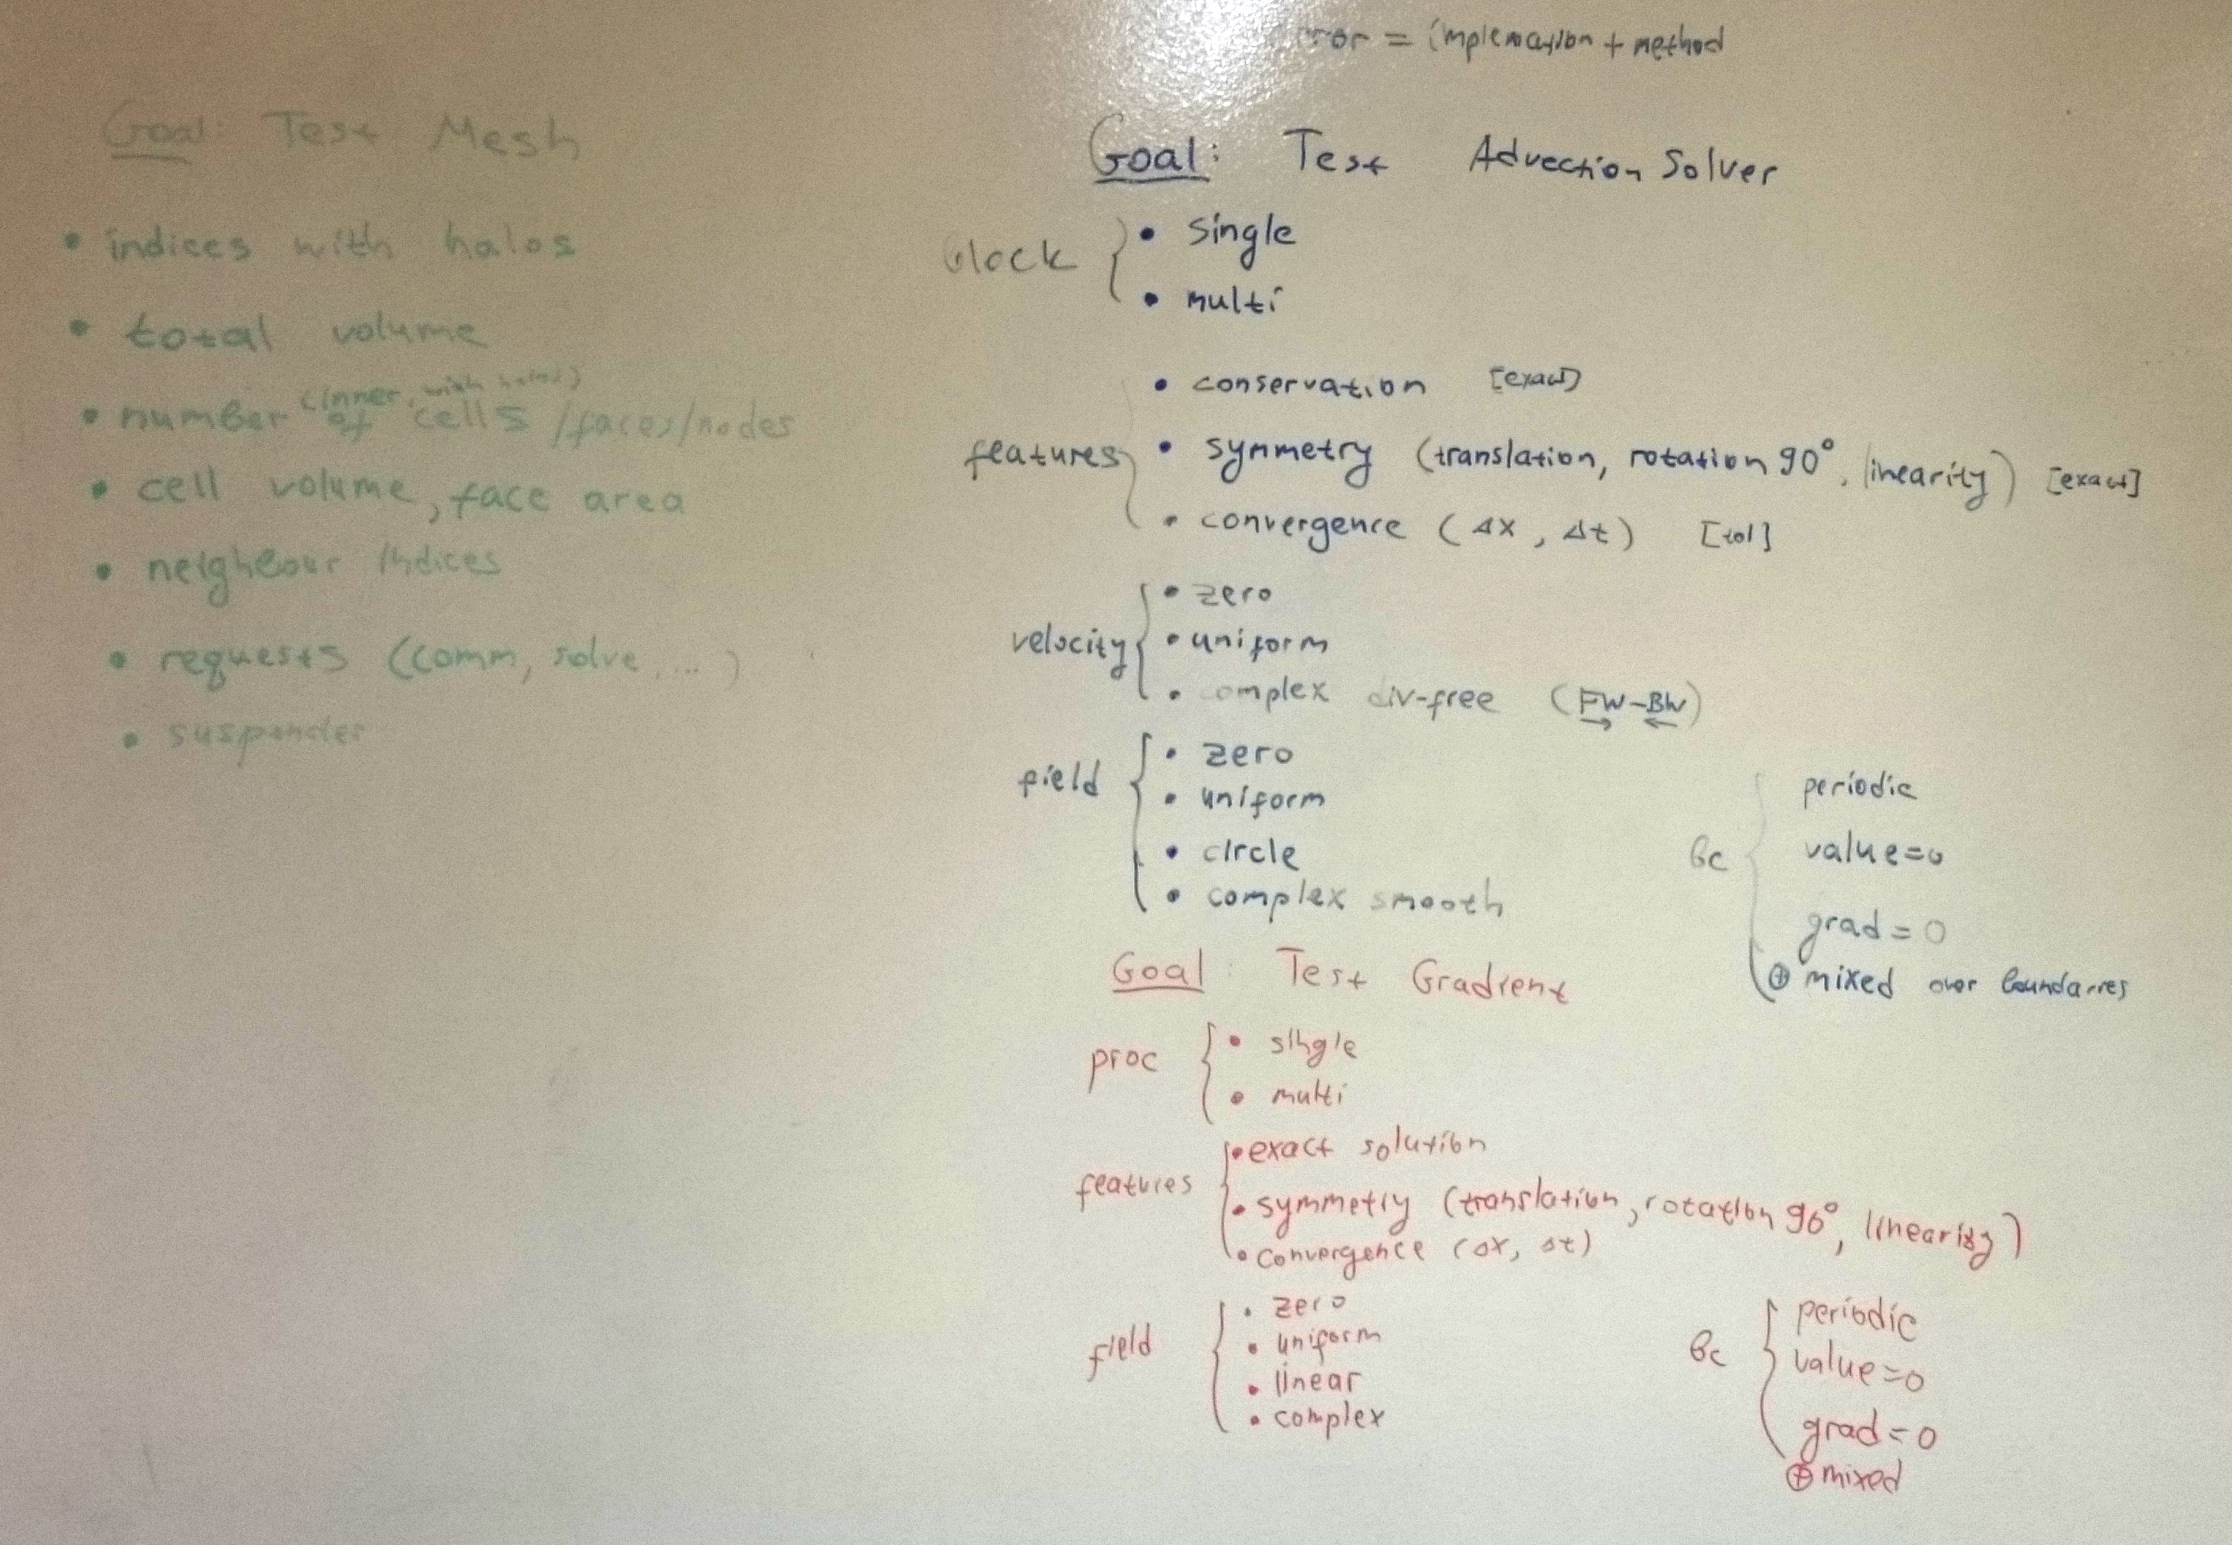 = implementation + method
Goal: Test Mesh
• indices with halos
• total volume
(inner, with halos)
• number of cells /faces/nodes
• cell volume, face area
• neighbour indices
• requests (comm, solve, ... )
• suspender
Goal: Test Advection Solver
block
• single
• multi
features
• conservation [exact]
• symmetry (translation, rotation 90°, linearity) [exact]
• convergence (Δx, Δt) [tol]
velocity
• zero
• uniform
• complex div-free (FW-BW)
field
• zero
• uniform
• circle
• complex smooth
bc
periodic
value=0
grad=0
⊕ mixed over boundaries
Goal: Test Gradient
proc
• single
• multi
features
• exact solution
• symmetry (translation, rotation 90°, linearity)
• convergence (Δx, Δt)
field
• zero
• uniform
• linear
• complex
bc
periodic
value=0
grad=0
⊕ mixed